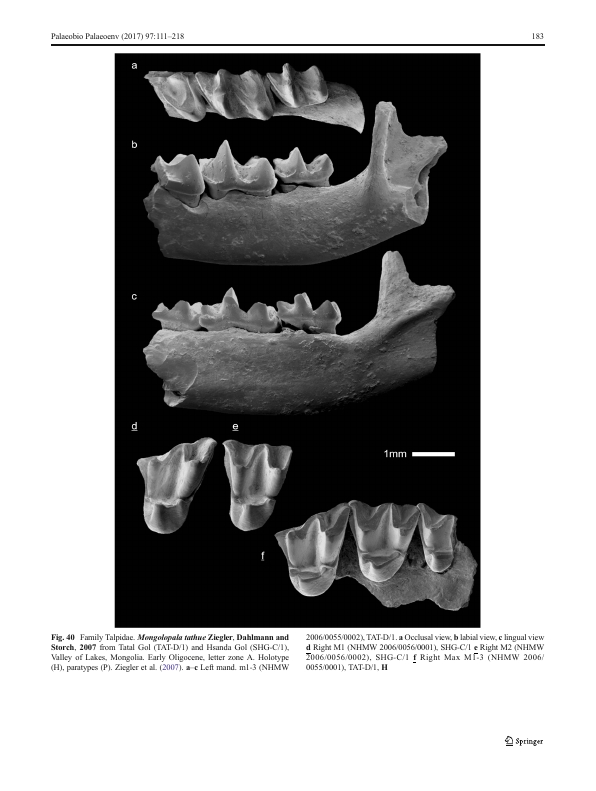 Palaeobio Palaeoenv (2017) 97:111–218
183
a
b
c
d
e
1mm
f
Fig. 40 Family Talpidae. Mongolopala tathue Ziegler, Dahlmann and
Storch, 2007 from Tatal Gol (TAT-D/1) and Hsanda Gol (SHG-C/1),
Valley of Lakes, Mongolia. Early Oligocene, letter zone A. Holotype
(H), paratypes (P). Ziegler et al. (2007). a–c Left mand. m1-3 (NHMW
2006/0055/0002), TAT-D/1. a Occlusal view, b labial view, c lingual view
d Right M1 (NHMW 2006/0056/0001), SHG-C/1 e Right M2 (NHMW
2006/0056/0002), SHG-C/1 f Right Max M1-3 (NHMW 2006/
0055/0001), TAT-D/1, H
Springer